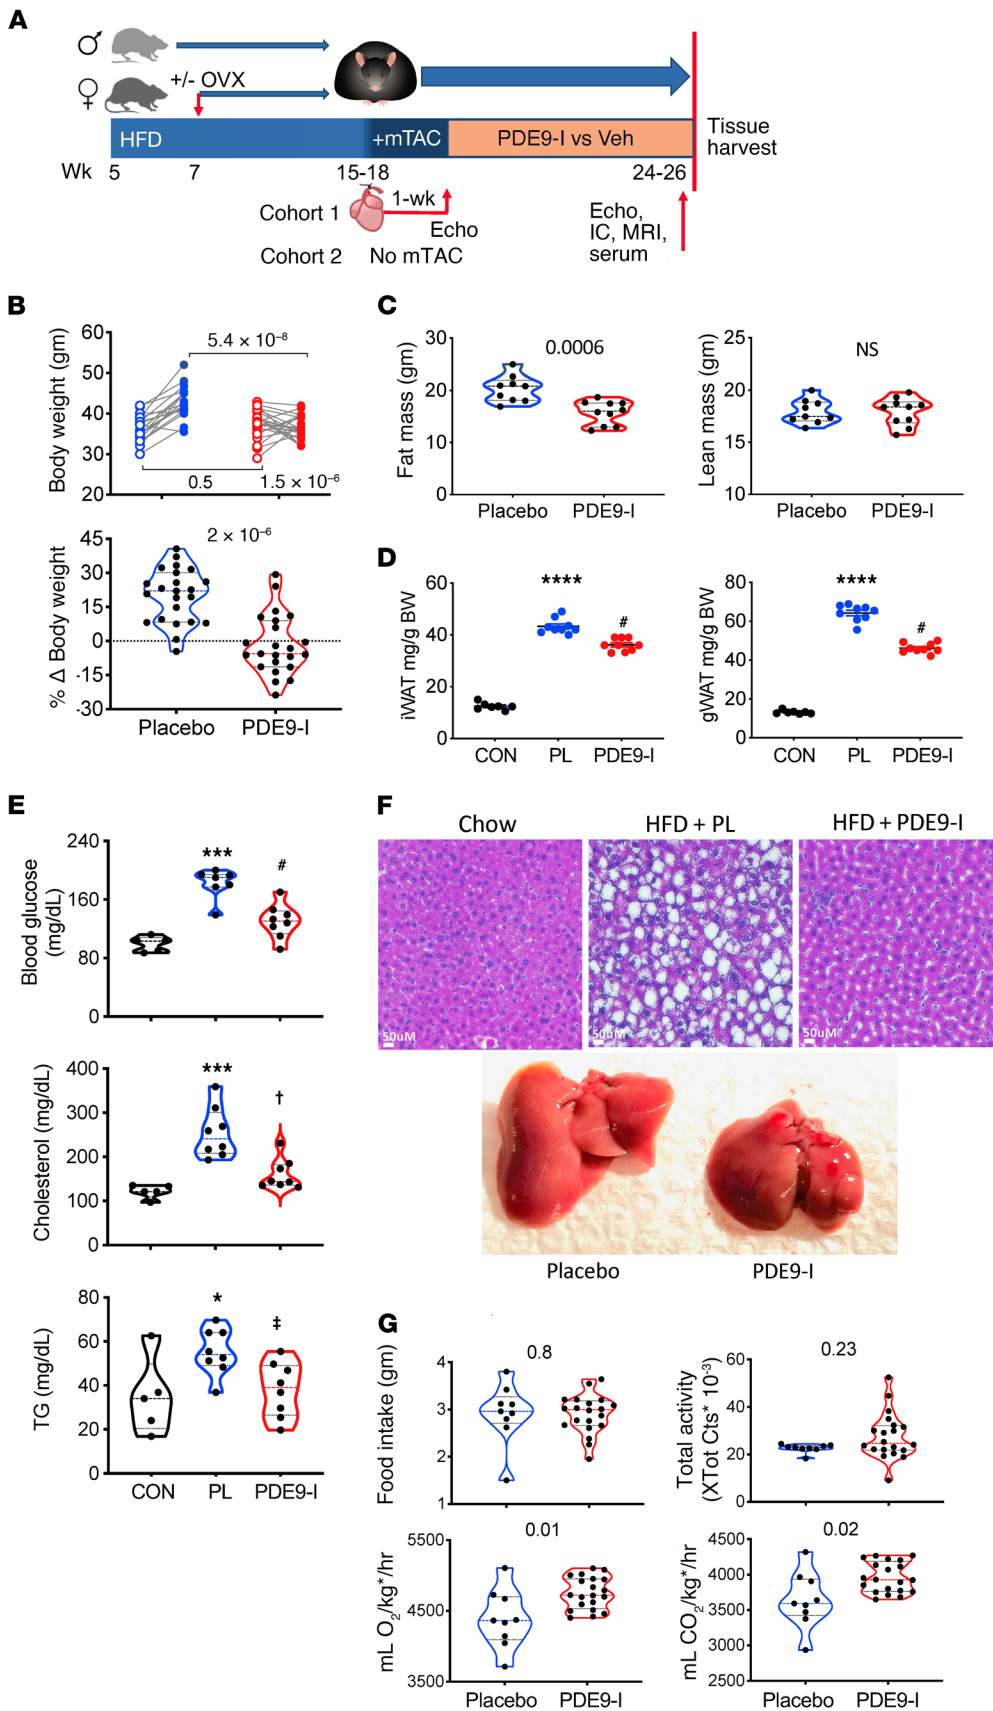 A
♂
♀
+/- OVX
HFD
+mTAC
PDE9-I vs Veh
Tissue
harvest
Wk
5
7
15-18
24-26
Cohort 1
1-wk
Echo
Cohort 2
No mTAC
Echo,
IC, MRI,
serum
B
Body weight (gm)
60
50
40
30
20
5.4 × 10⁻⁸
0.5
1.5 × 10⁻⁶
% Δ Body weight
45
30
15
0
-15
-30
2 × 10⁻⁶
Placebo
PDE9-I
C
Fat mass (gm)
30
20
10
0
0.0006
Placebo
PDE9-I
Lean mass (gm)
25
20
15
10
NS
Placebo
PDE9-I
D
iWAT mg/g BW
60
40
20
0
****
#
CON
PL
PDE9-I
gWAT mg/g BW
80
60
40
20
0
****
#
CON
PL
PDE9-I
E
Blood glucose
(mg/dL)
240
160
80
0
***
#
Cholesterol (mg/dL)
400
300
200
100
0
***
†
TG (mg/dL)
80
60
40
20
0
*
‡
CON
PL
PDE9-I
F
Chow
HFD + PL
HFD + PDE9-I
50uM
50uM
50uM
Placebo
PDE9-I
G
Food intake (gm)
4
3
2
1
0.8
Total activity
(XTot Cts* 10⁻³)
60
40
20
0
0.23
mL O₂/kg*/hr
5500
4500
3500
0.01
Placebo
PDE9-I
mL CO₂/kg*/hr
4500
4000
3500
3000
2500
0.02
Placebo
PDE9-I